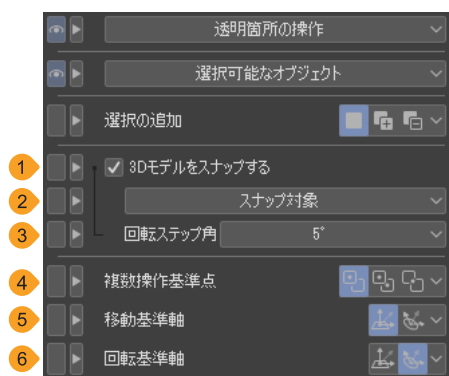 透明箇所の操作
選択可能なオブジェクト
選択の追加
1 3Dモデルをスナップする
2 スナップ対象
3 回転ステップ角 5°
4 複数操作基準点
5 移動基準軸
6 回転基準軸